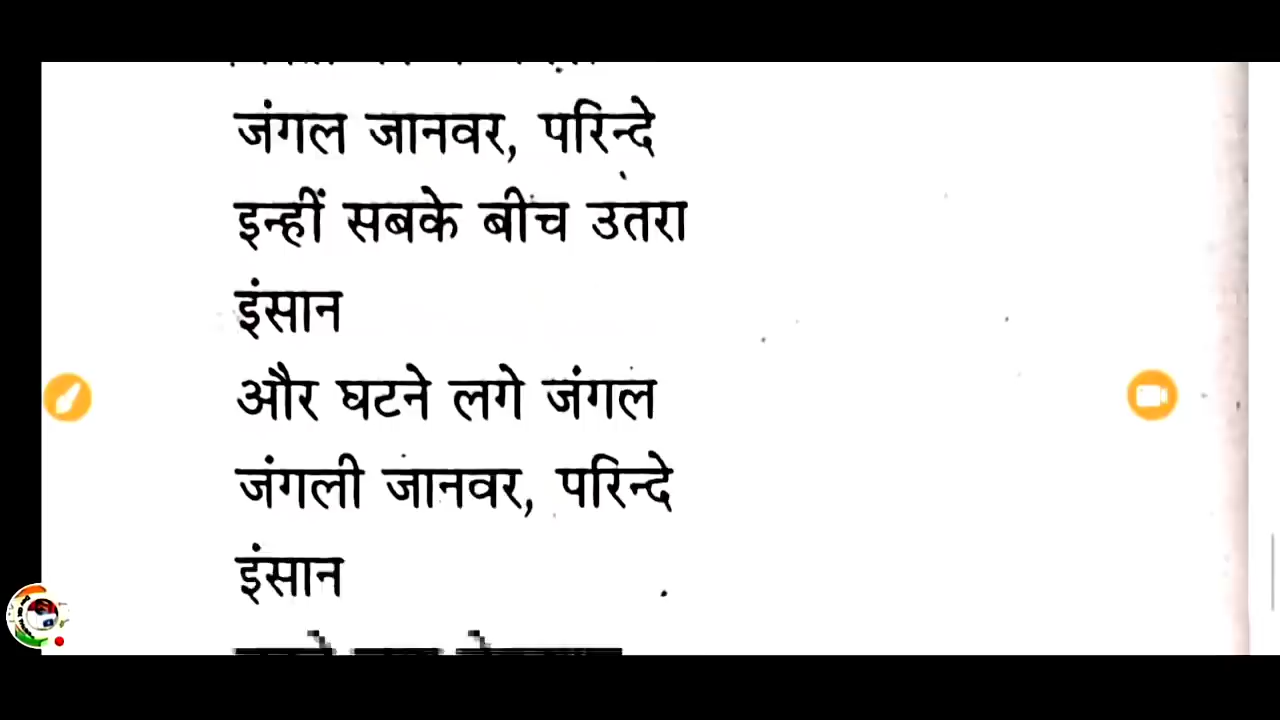 जंगल जानवर, परिन्दे
इन्हीं सबके बीच उतरा
इंसान
और घटने लगे जंगल
जंगली जानवर, परिन्दे
इंसान